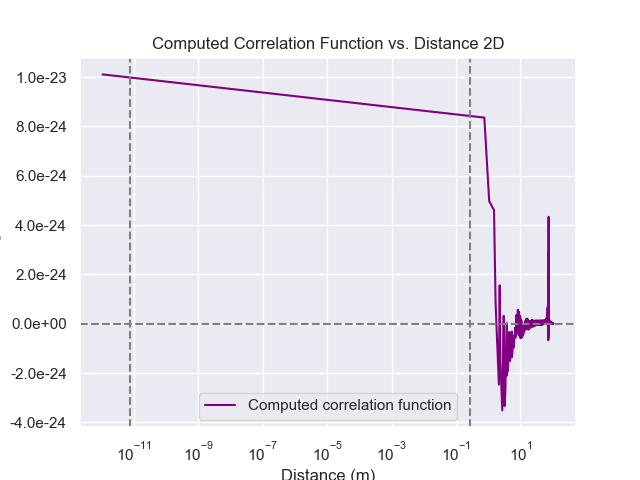 Computed Correlation Function vs. Distance 2D
1.0e-23
8.0e-24
6.0e-24
4.0e-24
2.0e-24
0.0e+00
-2.0e-24
-4.0e-24
Computed correlation function
10⁻¹¹ 10⁻⁹ 10⁻⁷ 10⁻⁵ 10⁻³ 10⁻¹ 10¹
Distance (m)